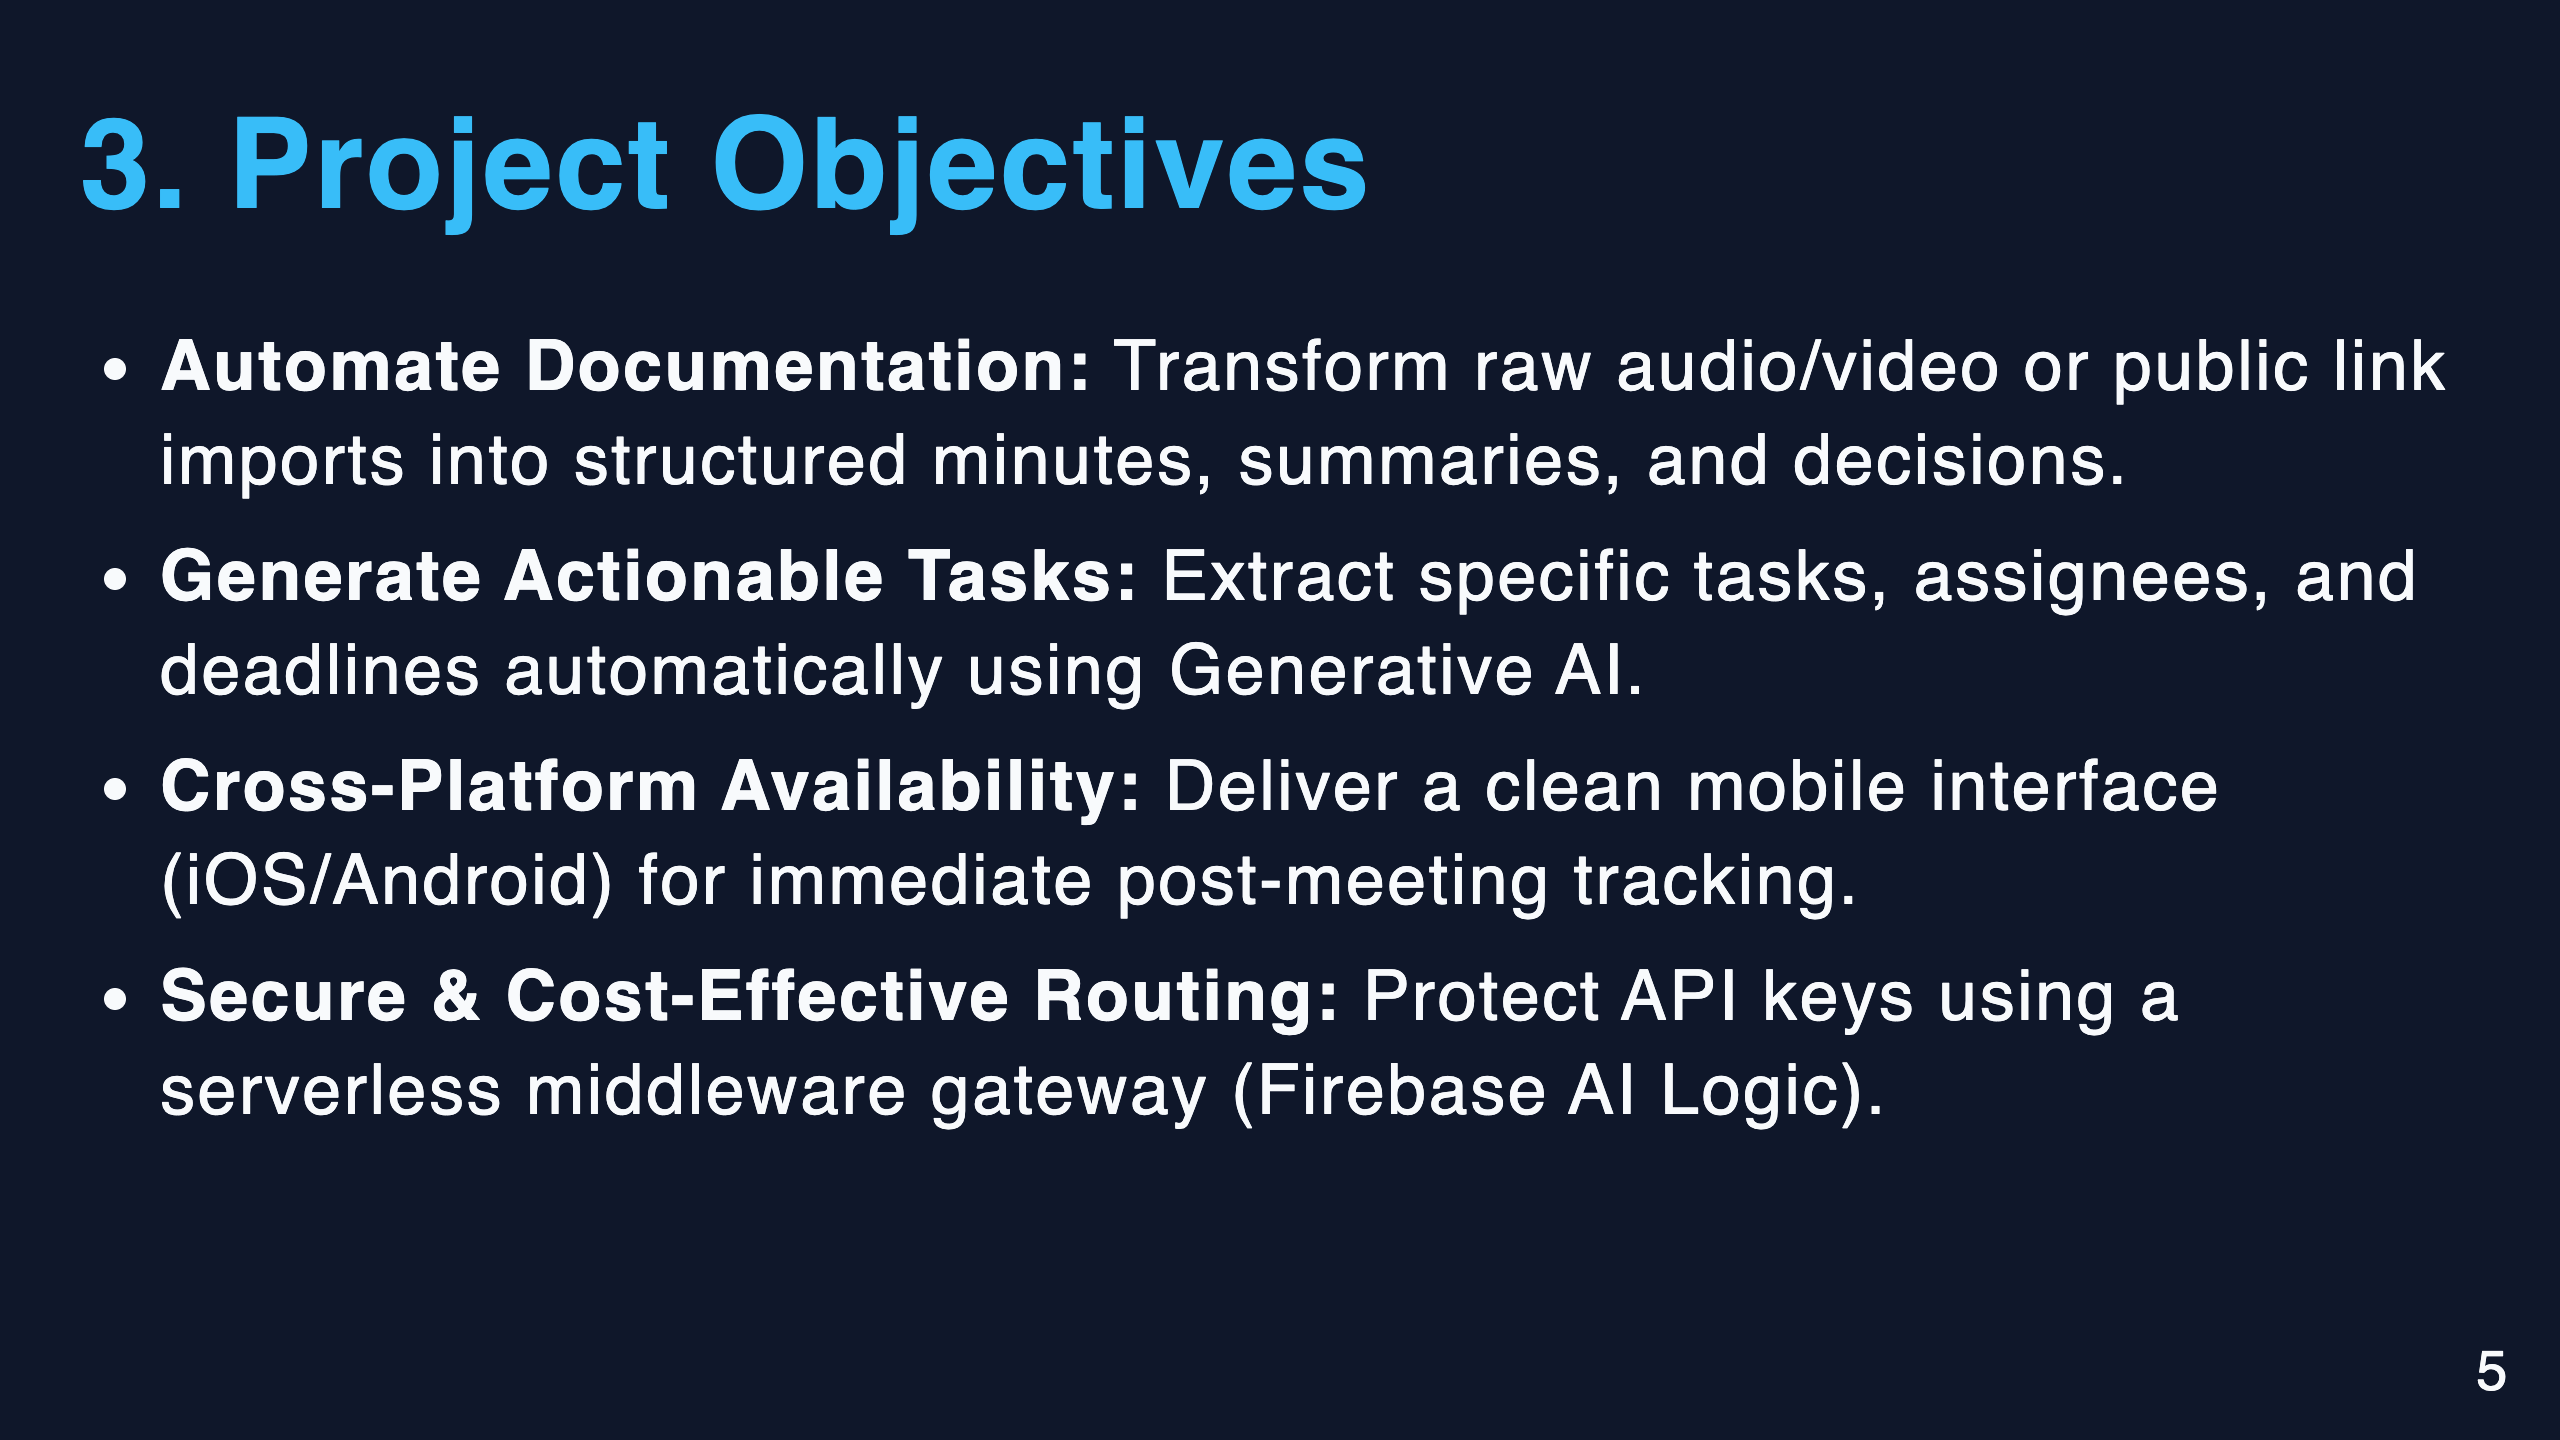 3. Project Objectives
• Automate Documentation: Transform raw audio/video or public link
imports into structured minutes, summaries, and decisions.
• Generate Actionable Tasks: Extract specific tasks, assignees, and
deadlines automatically using Generative AI.
• Cross-Platform Availability: Deliver a clean mobile interface
(iOS/Android) for immediate post-meeting tracking.
• Secure & Cost-Effective Routing: Protect API keys using a
serverless middleware gateway (Firebase AI Logic).
5